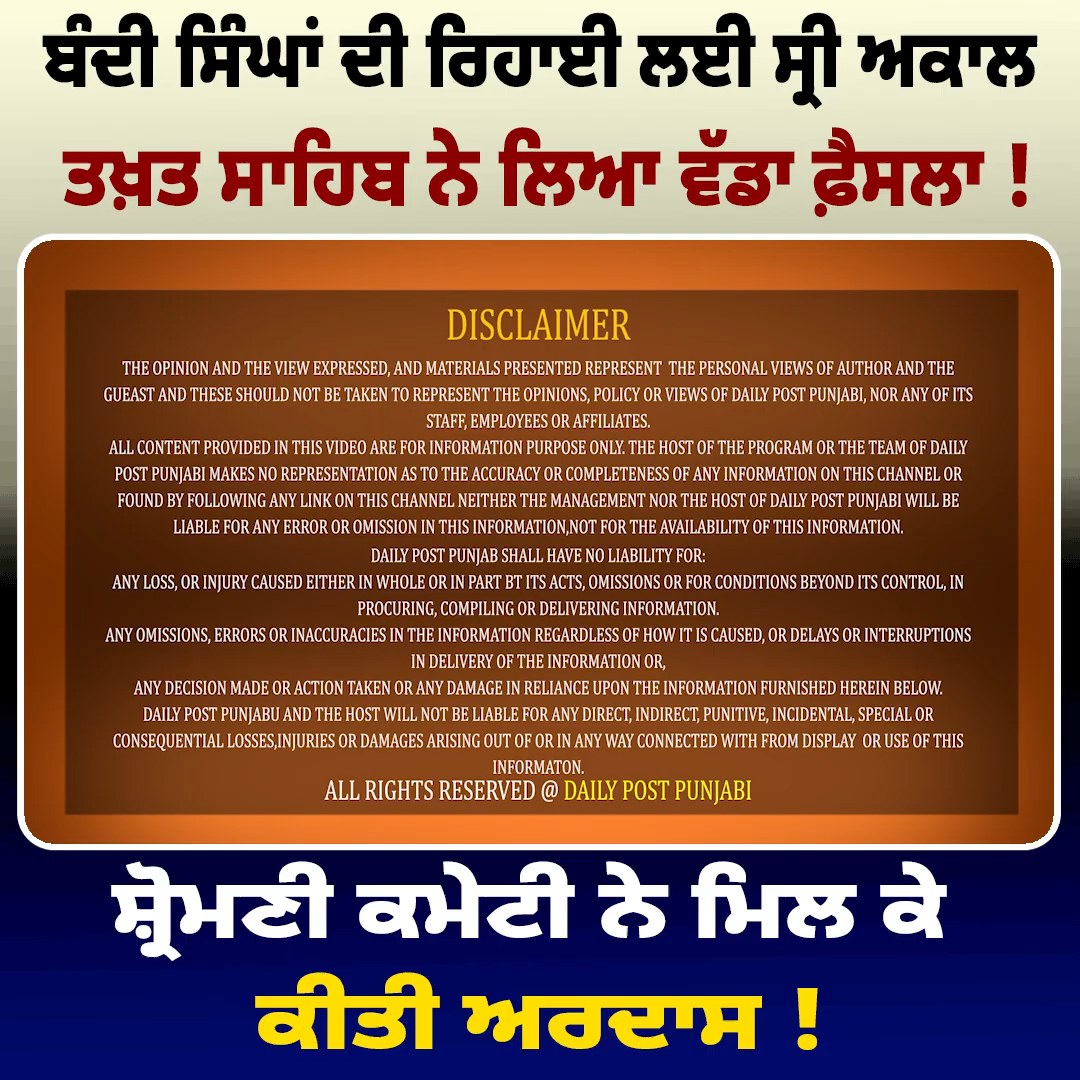 ਬੰਦੀ ਸਿੰਘਾਂ ਦੀ ਰਿਹਾਈ ਲਈ ਸ੍ਰੀ ਅਕਾਲ
ਤਖ਼ਤ ਸਾਹਿਬ ਨੇ ਲਿਆ ਵੱਡਾ ਫ਼ੈਸਲਾ !
DISCLAIMER
THE OPINION AND THE VIEW EXPRESSED, AND MATERIALS PRESENTED REPRESENT THE PERSONAL VIEWS OF AUTHOR AND THE
GUEAST AND THESE SHOULD NOT BE TAKEN TO REPRESENT THE OPINIONS, POLICY OR VIEWS OF DAILY POST PUNJABI, NOR ANY OF ITS
STAFF, EMPLOYEES OR AFFILIATES.
ALL CONTENT PROVIDED IN THIS VIDEO ARE FOR INFORMATION PURPOSE ONLY. THE HOST OF THE PROGRAM OR THE TEAM OF DAILY
POST PUNJABI MAKES NO REPRESENTATION AS TO THE ACCURACY OR COMPLETENESS OF ANY INFORMATION ON THIS CHANNEL OR
FOUND BY FOLLOWING ANY LINK ON THIS CHANNEL NEITHER THE MANAGEMENT NOR THE HOST OF DAILY POST PUNJABI WILL BE
LIABLE FOR ANY ERROR OR OMISSION IN THIS INFORMATION,NOT FOR THE AVAILABILITY OF THIS INFORMATION.
DAILY POST PUNJAB SHALL HAVE NO LIABILITY FOR:
ANY LOSS, OR INJURY CAUSED EITHER IN WHOLE OR IN PART BT ITS ACTS, OMISSIONS OR FOR CONDITIONS BEYOND ITS CONTROL, IN
PROCURING, COMPILING OR DELIVERING INFORMATION.
ANY OMISSIONS, ERRORS OR INACCURACIES IN THE INFORMATION REGARDLESS OF HOW IT IS CAUSED, OR DELAYS OR INTERRUPTIONS
IN DELIVERY OF THE INFORMATION OR,
ANY DECISION MADE OR ACTION TAKEN OR ANY DAMAGE IN RELIANCE UPON THE INFORMATION FURNISHED HEREIN BELOW.
DAILY POST PUNJABU AND THE HOST WILL NOT BE LIABLE FOR ANY DIRECT, INDIRECT, PUNITIVE, INCIDENTAL, SPECIAL OR
CONSEQUENTIAL LOSSES,INJURIES OR DAMAGES ARISING OUT OF OR IN ANY WAY CONNECTED WITH FROM DISPLAY OR USE OF THIS
INFORMATON.
ALL RIGHTS RESERVED @ DAILY POST PUNJABI
ਸ਼੍ਰੋਮਣੀ ਕਮੇਟੀ ਨੇ ਮਿਲ ਕੇ
ਕੀਤੀ ਅਰਦਾਸ !